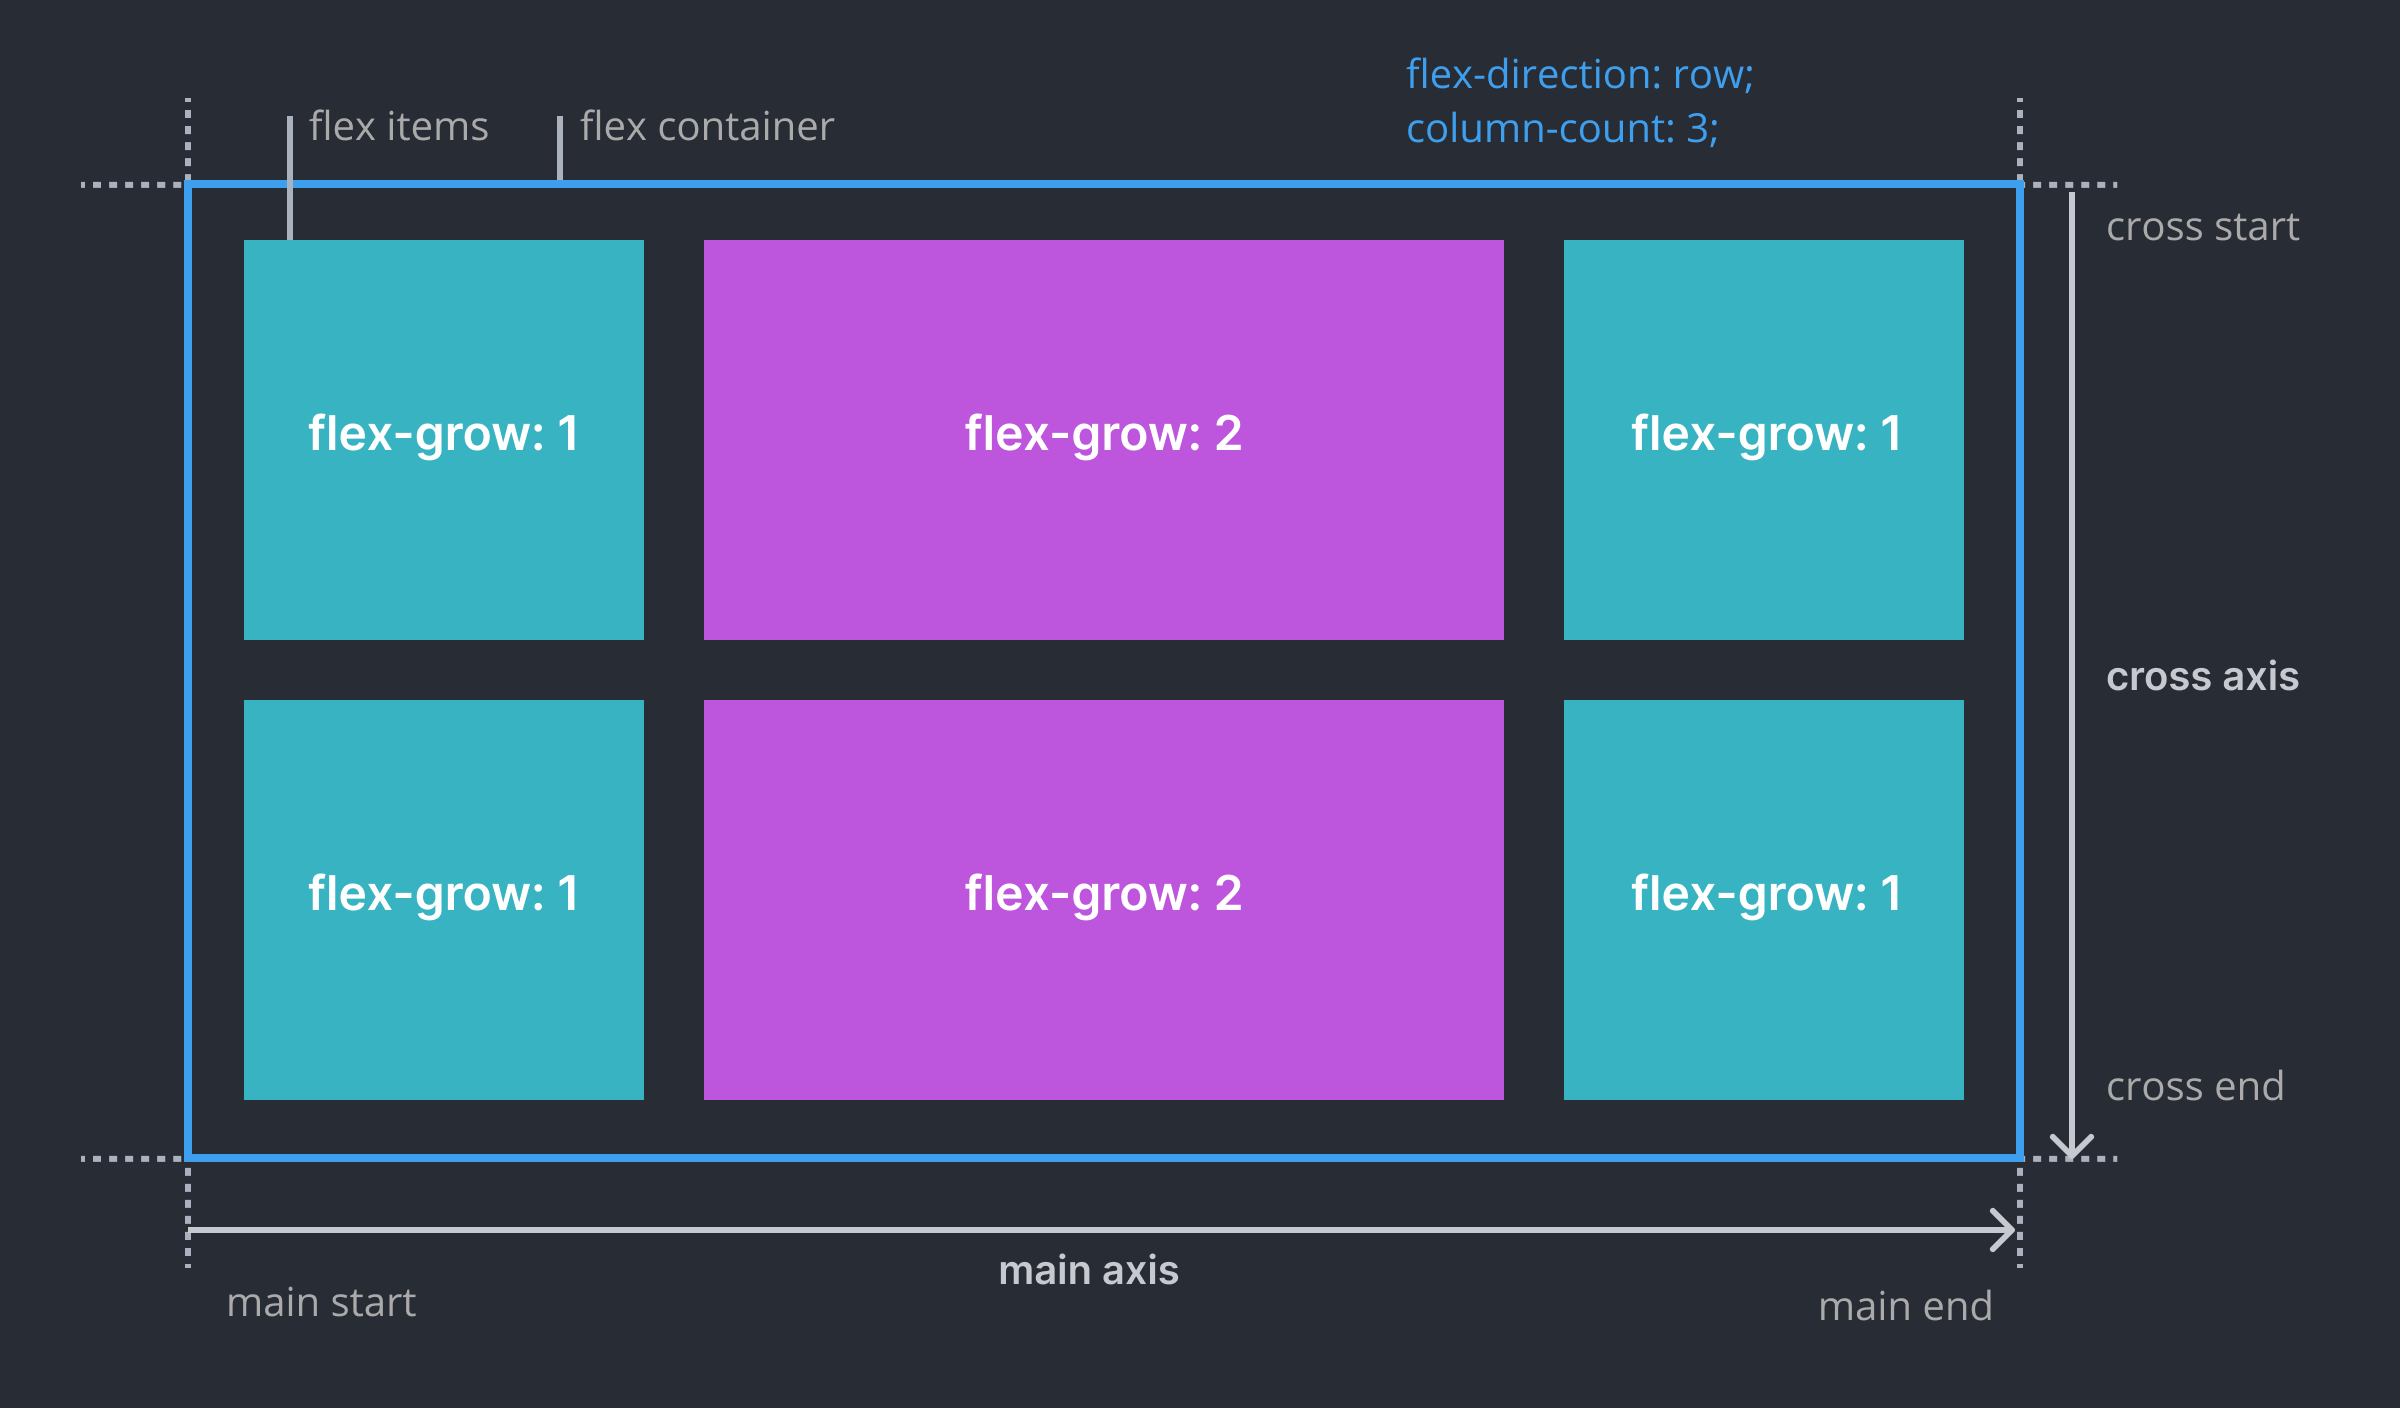 flex-direction: row;
column-count: 3;
flex items
flex container
cross start
flex-grow: 1
flex-grow: 2
flex-grow: 1
cross axis
flex-grow: 1
flex-grow: 2
flex-grow: 1
cross end
main axis
main start
main end